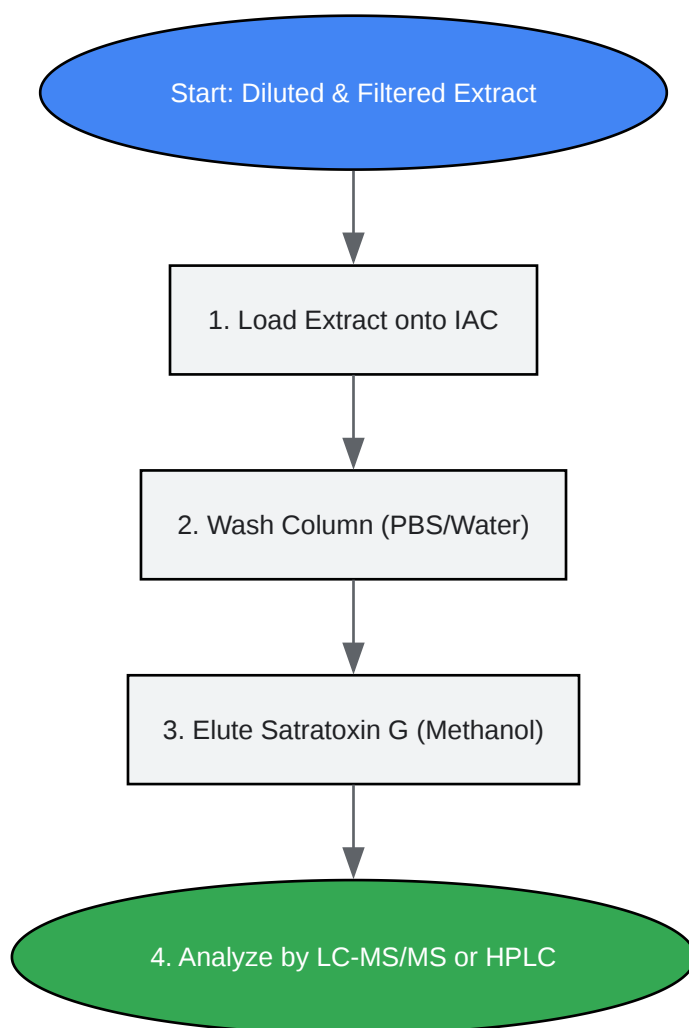 Start: Diluted & Filtered Extract
1. Load Extract onto IAC
2. Wash Column (PBS/Water)
3. Elute Satratoxin G (Methanol)
4. Analyze by LC-MS/MS or HPLC